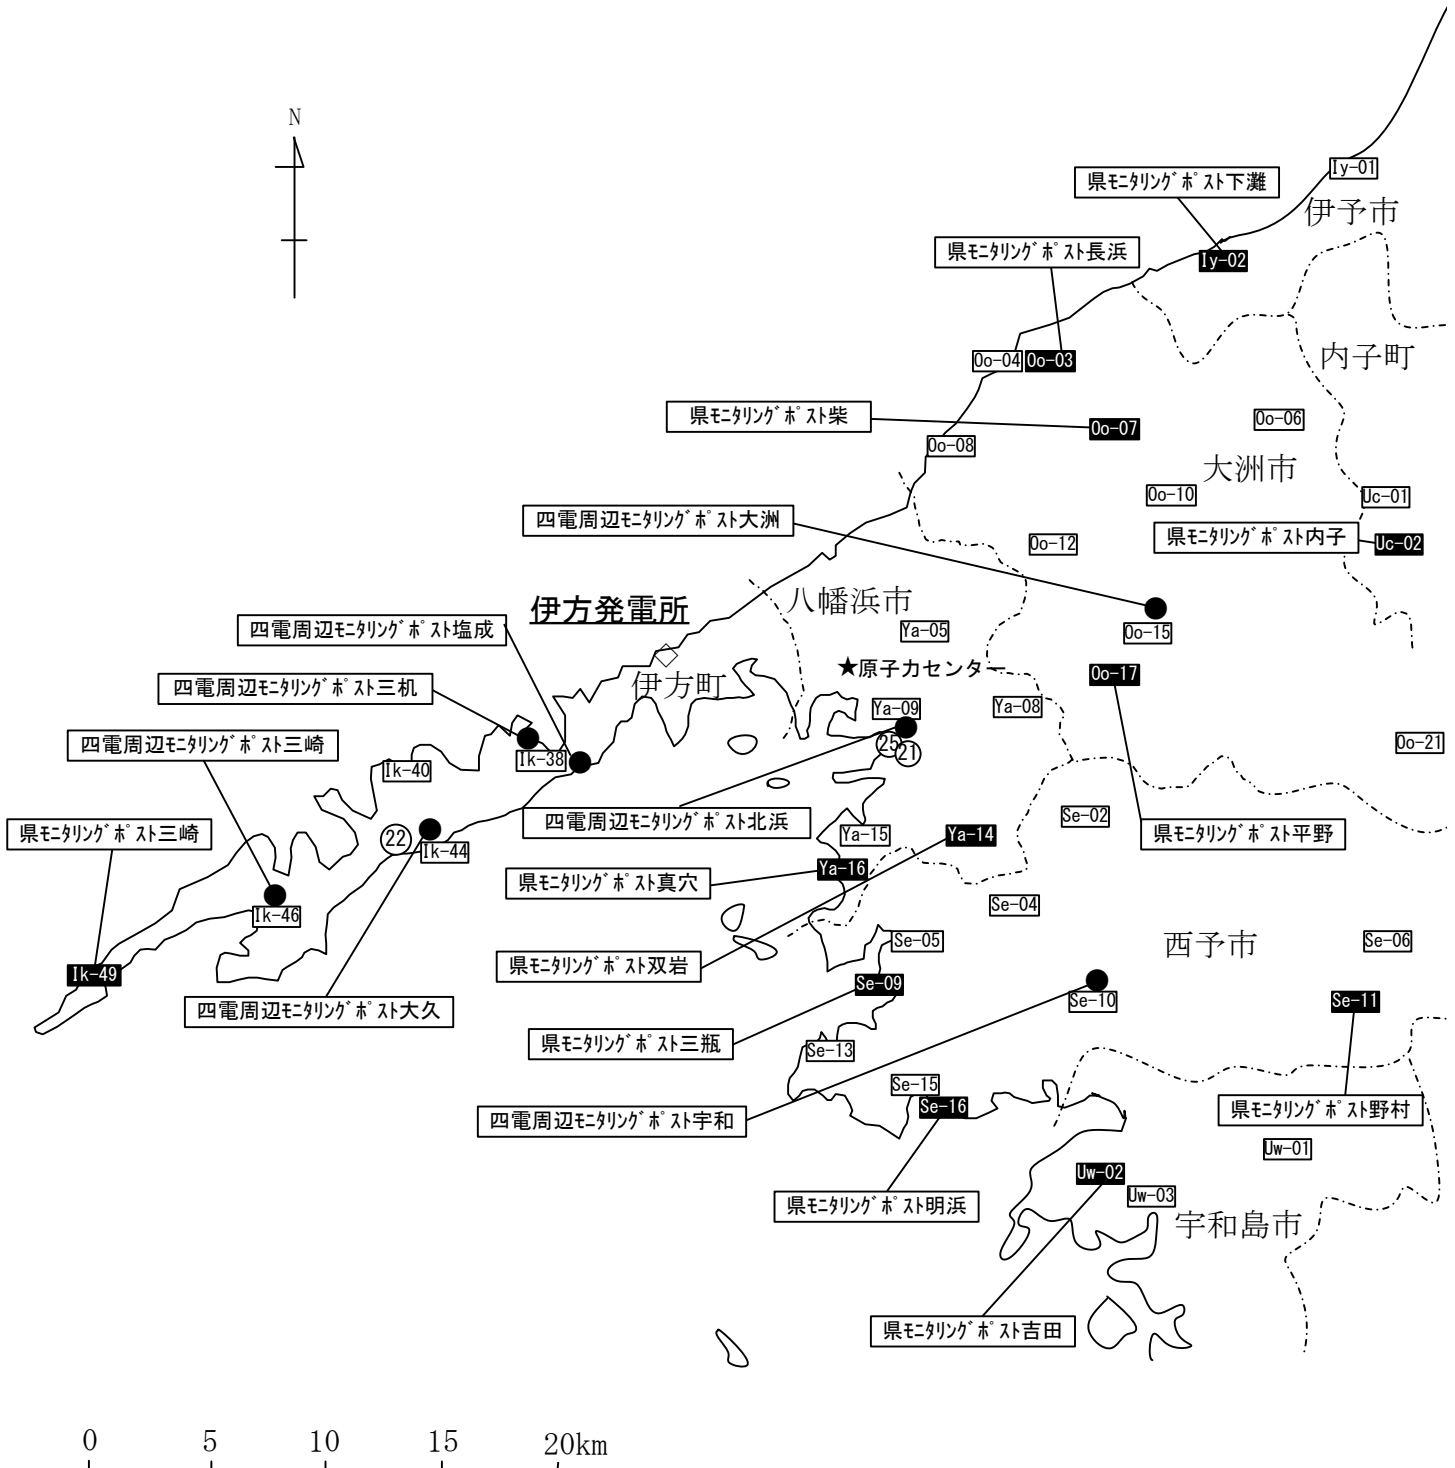 N
Iy-01
県ﾓﾆﾀﾘﾝｸﾞﾎﾟｽﾄ下灘
伊予市
県ﾓﾆﾀﾘﾝｸﾞﾎﾟｽﾄ長浜
Iy-02
内子町
Oo-04
Oo-03
県ﾓﾆﾀﾘﾝｸﾞﾎﾟｽﾄ柴
Oo-07
Oo-06
Oo-08
大洲市
Oo-10
Uc-01
四電周辺ﾓﾆﾀﾘﾝｸﾞﾎﾟｽﾄ大洲
県ﾓﾆﾀﾘﾝｸﾞﾎﾟｽﾄ内子
Uc-02
Oo-12
八幡浜市
伊方発電所
四電周辺ﾓﾆﾀﾘﾝｸﾞﾎﾟｽﾄ塩成
Ya-05
Oo-15
★原子力センター
Oo-17
伊方町
四電周辺ﾓﾆﾀﾘﾝｸﾞﾎﾟｽﾄ三机
Ya-09
Ya-08
四電周辺ﾓﾆﾀﾘﾝｸﾞﾎﾟｽﾄ三崎
25
21
Oo-21
Ik-38
Ik-40
四電周辺ﾓﾆﾀﾘﾝｸﾞﾎﾟｽﾄ北浜
Se-02
県ﾓﾆﾀﾘﾝｸﾞﾎﾟｽﾄ三崎
22
Ya-15
Ya-14
県ﾓﾆﾀﾘﾝｸﾞﾎﾟｽﾄ平野
Ik-44
Ya-16
県ﾓﾆﾀﾘﾝｸﾞﾎﾟｽﾄ真穴
Ik-46
Se-04
Se-05
西予市
Se-06
県ﾓﾆﾀﾘﾝｸﾞﾎﾟｽﾄ双岩
Ik-49
Se-09
Se-10
Se-11
四電周辺ﾓﾆﾀﾘﾝｸﾞﾎﾟｽﾄ大久
県ﾓﾆﾀﾘﾝｸﾞﾎﾟｽﾄ三瓶
Se-13
Se-15
Se-16
県ﾓﾆﾀﾘﾝｸﾞﾎﾟｽﾄ野村
四電周辺ﾓﾆﾀﾘﾝｸﾞﾎﾟｽﾄ宇和
Uw-01
Uw-02
Uw-03
県ﾓﾆﾀﾘﾝｸﾞﾎﾟｽﾄ明浜
宇和島市
県ﾓﾆﾀﾘﾝｸﾞﾎﾟｽﾄ吉田
0 5 10 15 20km